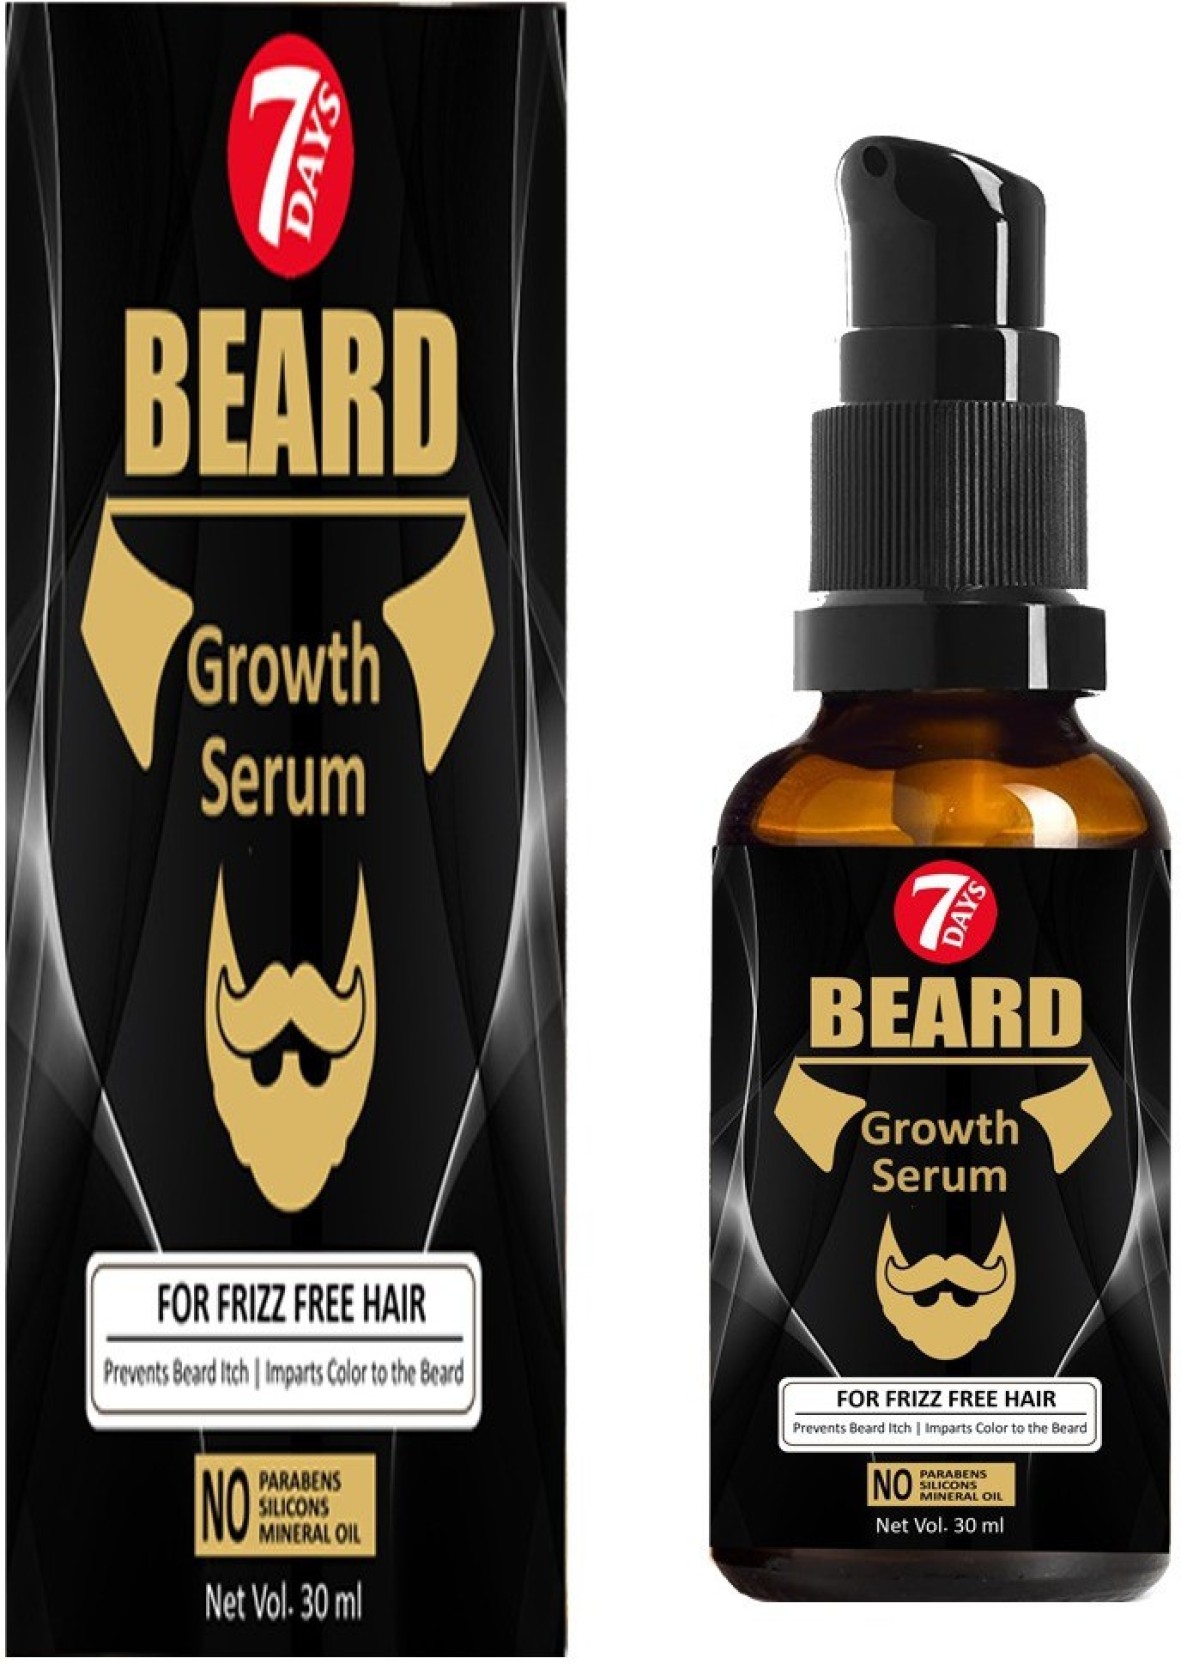 7
DAYS
BEARD
Growth
Serum
FOR FRIZZ FREE HAIR
Prevents Beard Itch | Imparts Color to the Beard
NO PARABENS
SILICONS
MINERAL OIL
Net Vol. 30 ml
7
DAYS
BEARD
Growth
Serum
FOR FRIZZ FREE HAIR
Prevents Beard Itch | Imparts Color to the Beard
NO PARABENS
SILICONS
MINERAL OIL
Net Vol. 30 ml